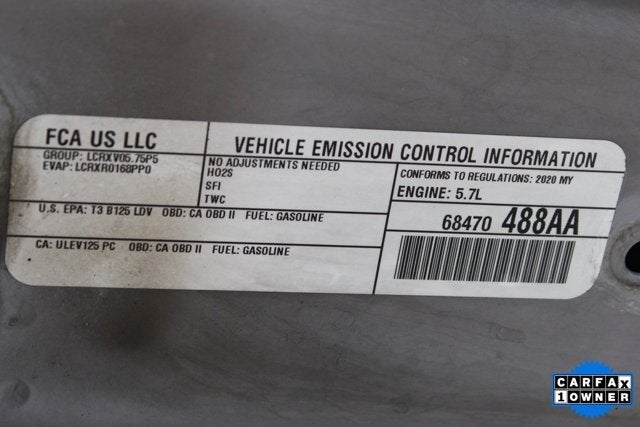 FCA US LLC
GROUP: LCRXV05.75P5
EVAP: LCRXR0168PP0
VEHICLE EMISSION CONTROL INFORMATION
NO ADJUSTMENTS NEEDED
HO2S
SFI
TWC
CONFORMS TO REGULATIONS: 2020 MY
ENGINE: 5.7L
U.S. EPA: T3 B125 LDV OBD: CA OBD II FUEL: GASOLINE
CA: ULEV125 PC OBD: CA OBD II FUEL: GASOLINE
68470 488AA
CARFAX
1 OWNER